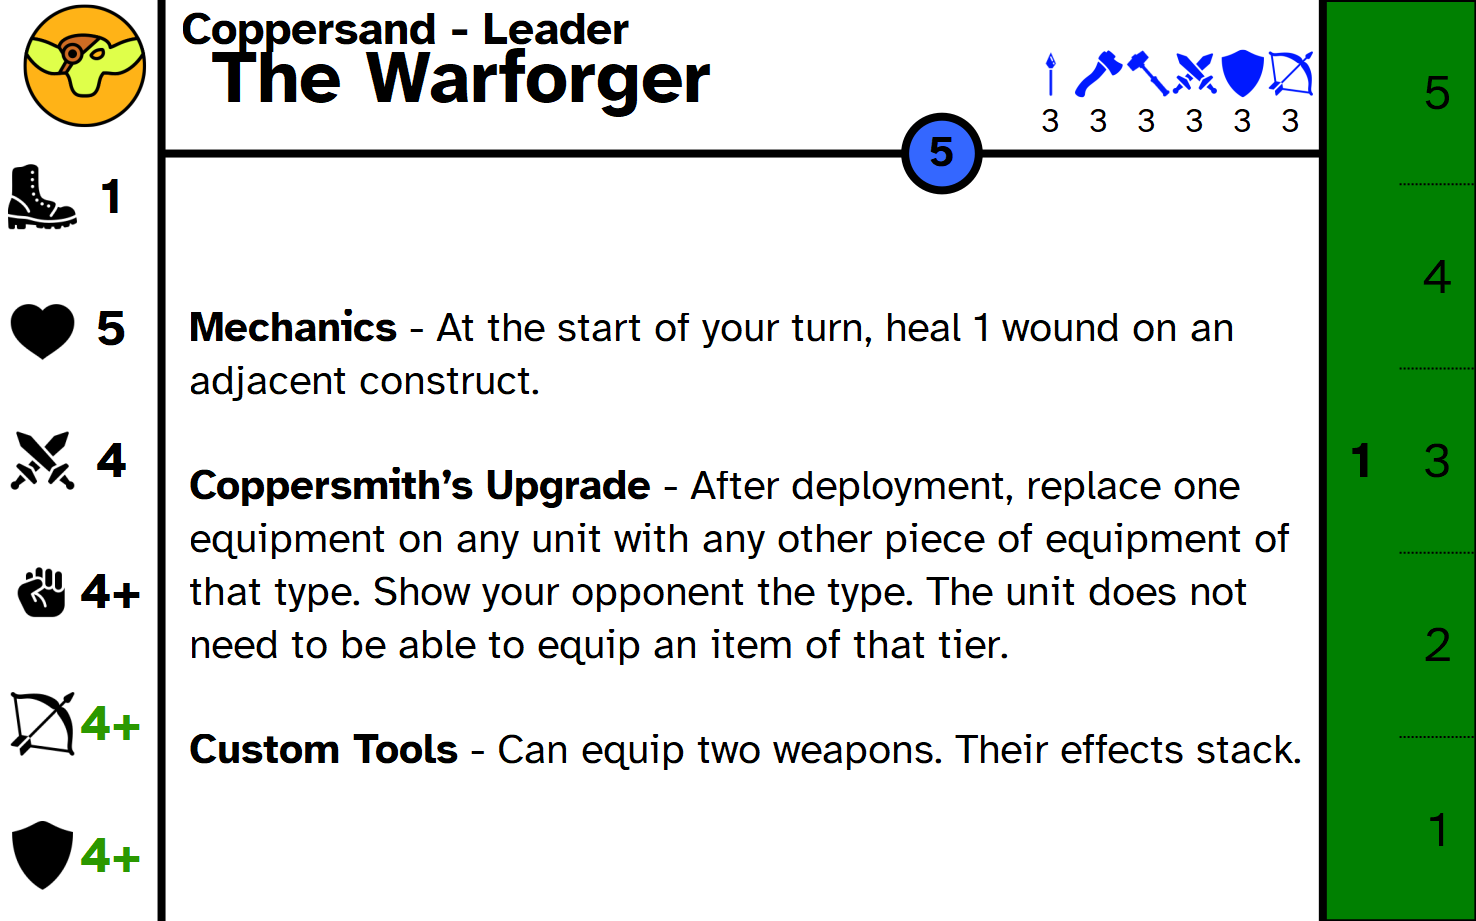 Coppersand - Leader
The Warforger
3 3 3 3 3 3
5
1
5
4
4+
4+
4+
Mechanics - At the start of your turn, heal 1 wound on an
adjacent construct.
Coppersmith’s Upgrade - After deployment, replace one
equipment on any unit with any other piece of equipment of
that type. Show your opponent the type. The unit does not
need to be able to equip an item of that tier.
Custom Tools - Can equip two weapons. Their effects stack.
5
4
1 3
2
1